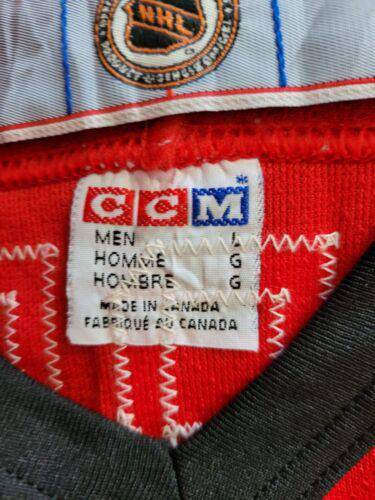 NHL
CCM
MEN L
HOMME G
HOMBRE G
MADE IN CANADA
FABRIQUÉ AU CANADA